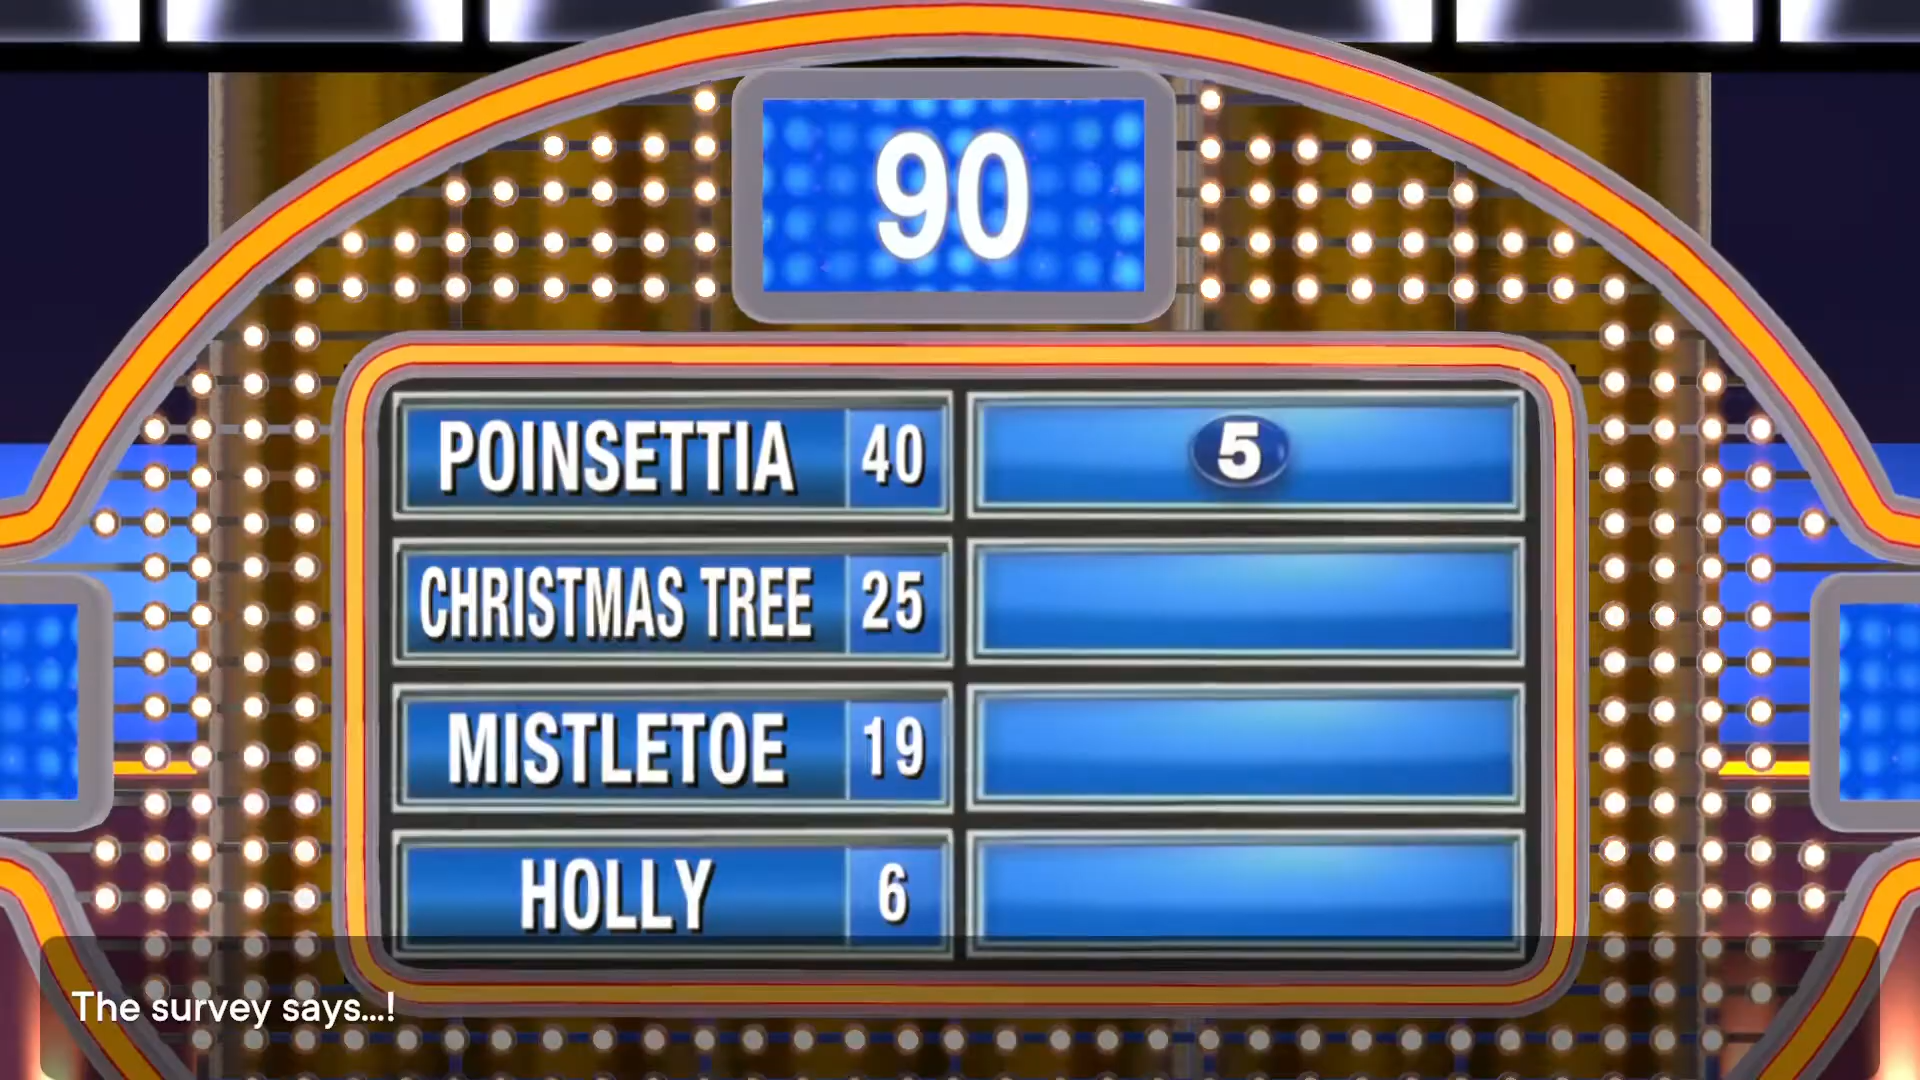 90
POINSETTIA 40
5
CHRISTMAS TREE 25
MISTLETOE 19
HOLLY 6
The survey says...!